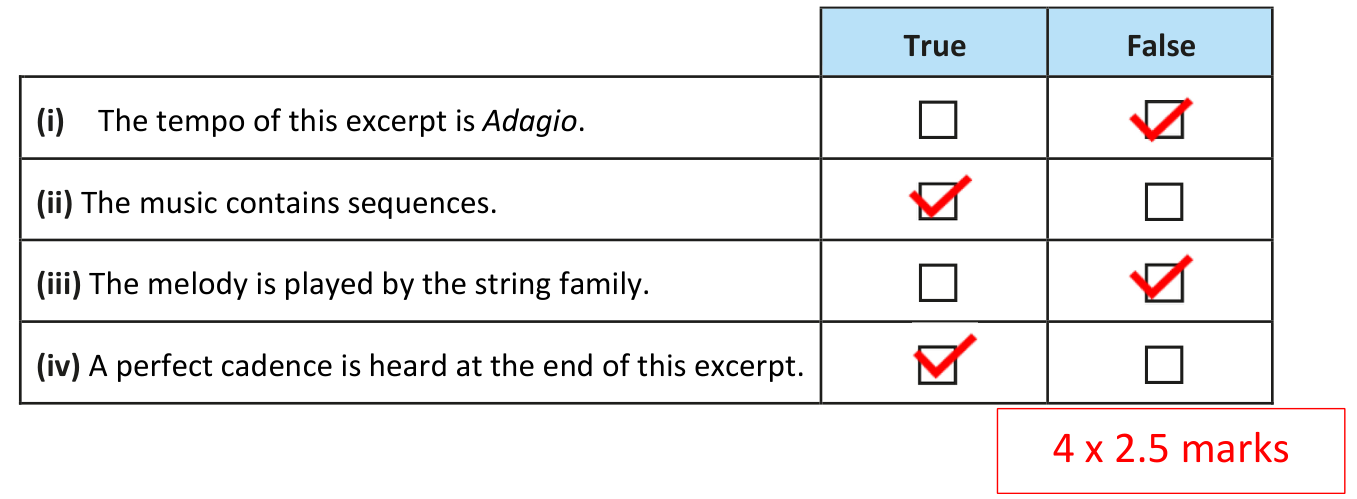 True False
(i) The tempo of this excerpt is Adagio.
(ii) The music contains sequences.
(iii) The melody is played by the string family.
(iv) A perfect cadence is heard at the end of this excerpt.
4 x 2.5 marks